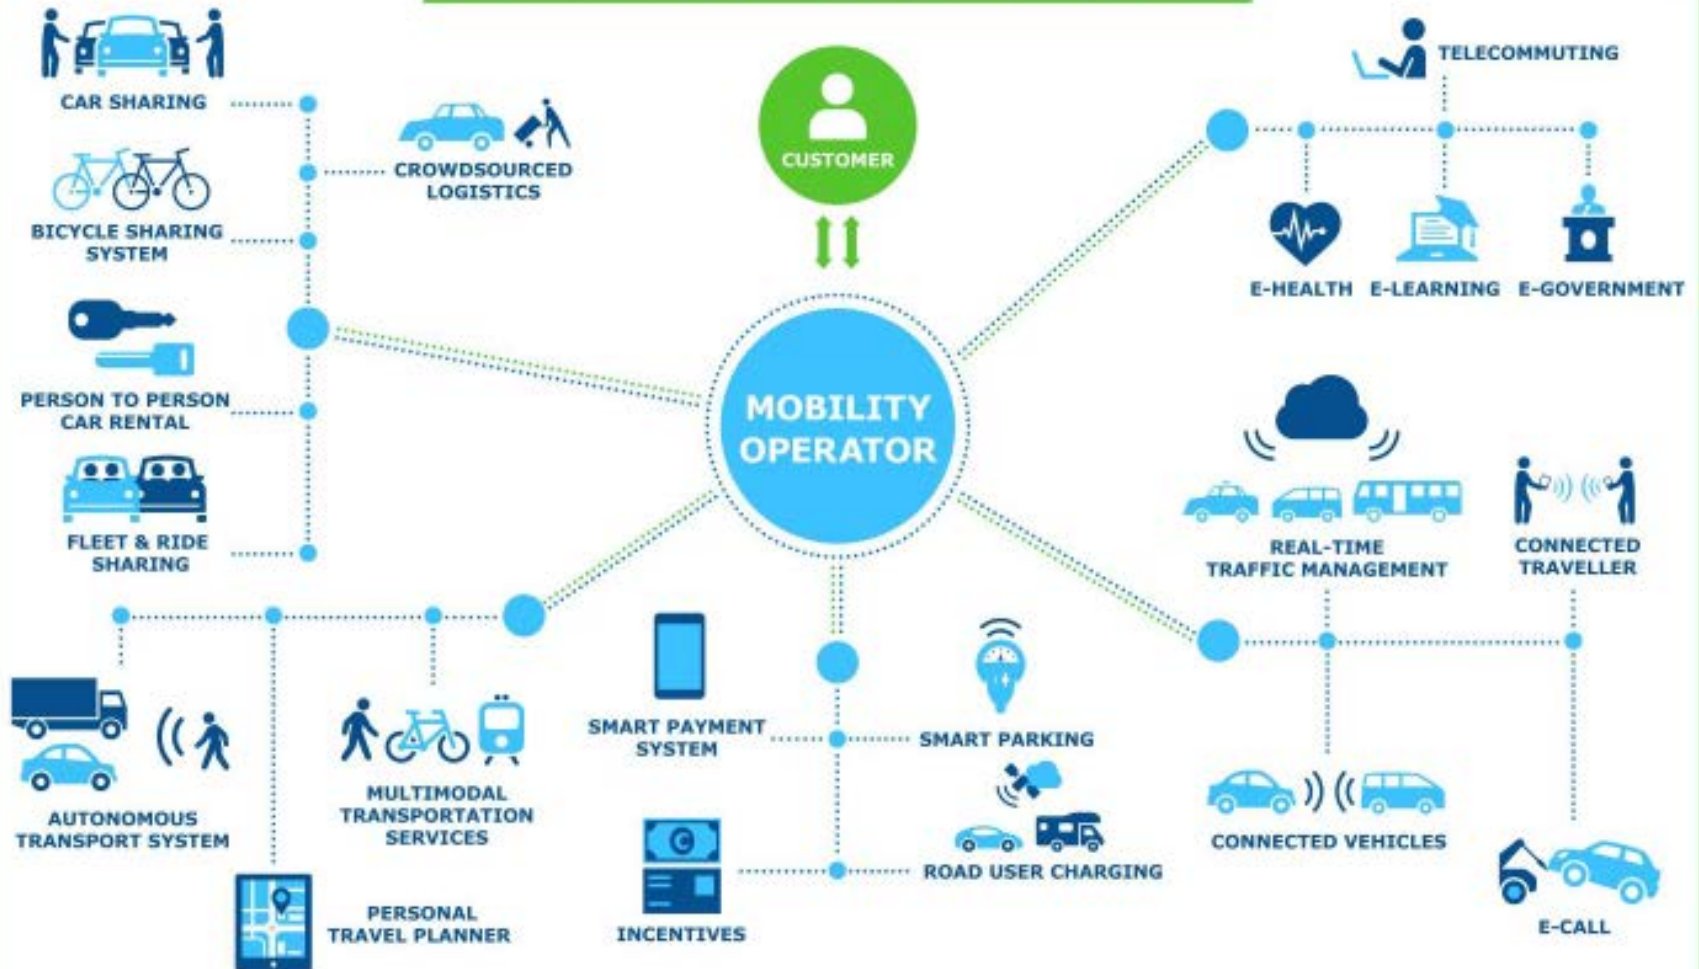 CAR SHARING
CROWDSOURCED
LOGISTICS
BICYCLE SHARING
SYSTEM
PERSON TO PERSON
CAR RENTAL
FLEET & RIDE
SHARING
CUSTOMER
MOBILITY
OPERATOR
TELECOMMUTING
E-HEALTH
E-LEARNING
E-GOVERNMENT
REAL-TIME
TRAFFIC MANAGEMENT
CONNECTED
TRAVELLER
CONNECTED VEHICLES
E-CALL
AUTONOMOUS
TRANSPORT SYSTEM
MULTIMODAL
TRANSPORTATION
SERVICES
PERSONAL
TRAVEL PLANNER
SMART PAYMENT
SYSTEM
SMART PARKING
INCENTIVES
ROAD USER CHARGING